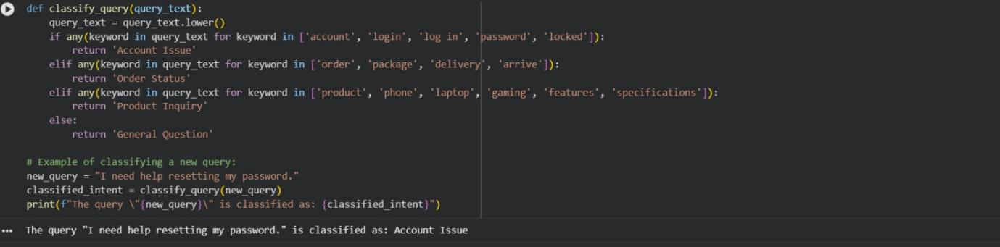 def classify_query(query_text):
    query_text = query_text.lower()
    if any(keyword in query_text for keyword in ['account', 'login', 'log in', 'password', 'locked']):
        return 'Account Issue'
    elif any(keyword in query_text for keyword in ['order', 'package', 'delivery', 'arrive']):
        return 'Order Status'
    elif any(keyword in query_text for keyword in ['product', 'phone', 'laptop', 'gaming', 'features', 'specifications']):
        return 'Product Inquiry'
    else:
        return 'General Question'

# Example of classifying a new query:
new_query = "I need help resetting my password."
classified_intent = classify_query(new_query)
print(f"The query \"{new_query}\" is classified as: {classified_intent}")
The query "I need help resetting my password." is classified as: Account Issue